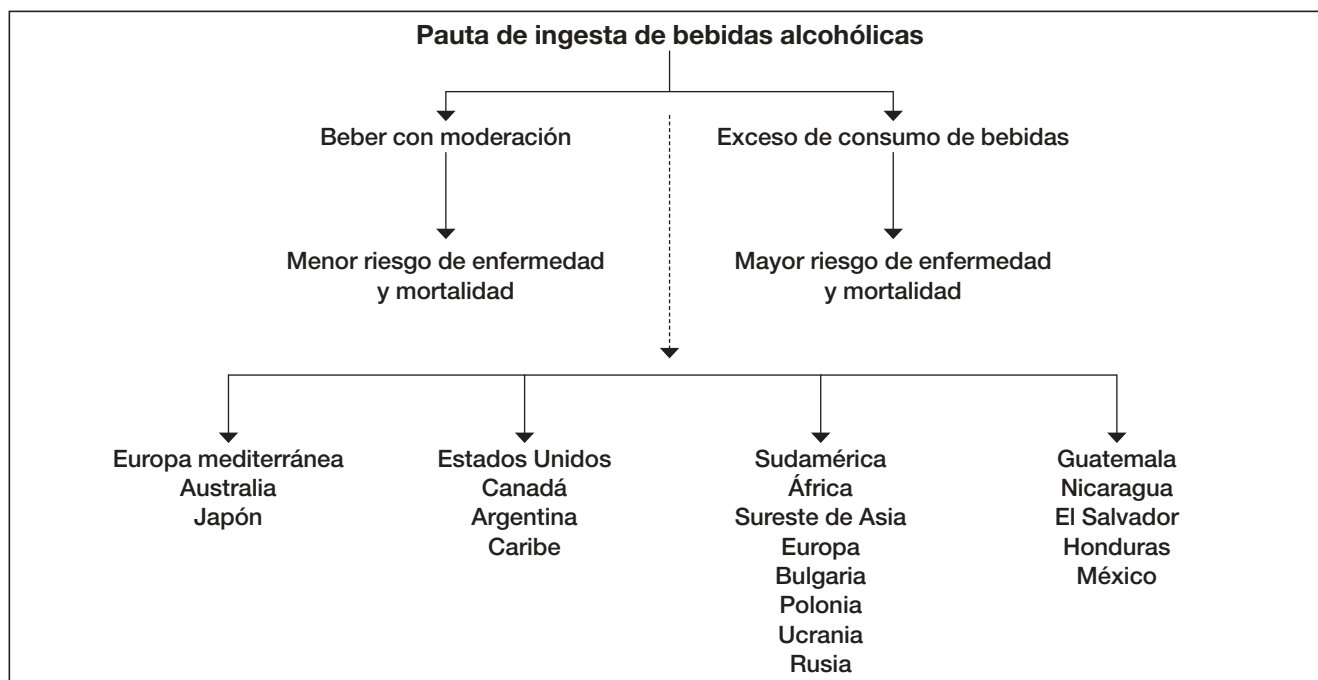 Pauta de ingesta de bebidas alcohólicas
Beber con moderación
Exceso de consumo de bebidas
Menor riesgo de enfermedad
y mortalidad
Mayor riesgo de enfermedad
y mortalidad
Europa mediterránea
Australia
Japón
Estados Unidos
Canadá
Argentina
Caribe
Sudamérica
África
Sureste de Asia
Europa
Bulgaria
Polonia
Ucrania
Rusia
Guatemala
Nicaragua
El Salvador
Honduras
México